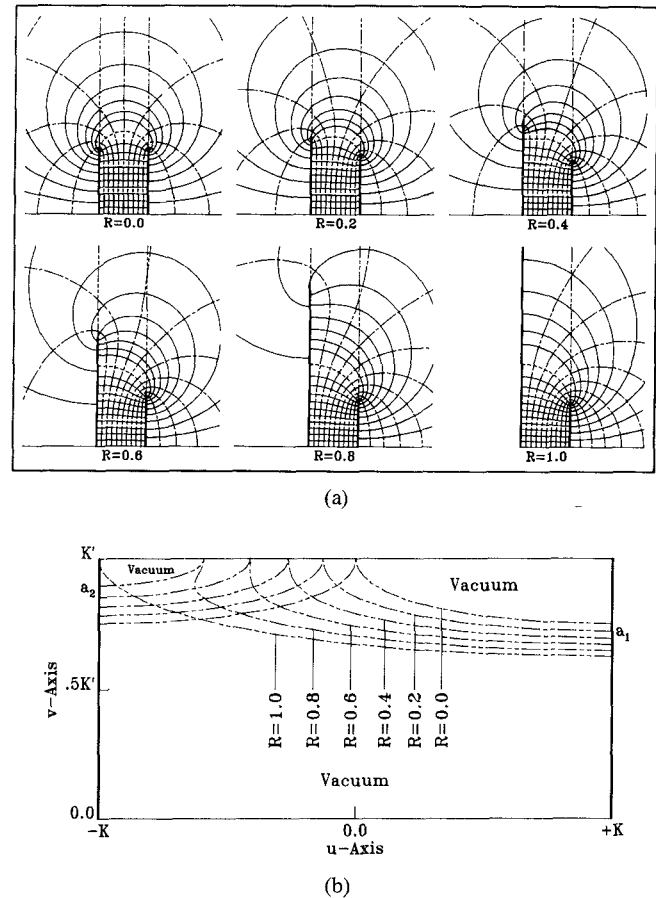 R=0.0 R=0.2 R=0.4
R=0.6 R=0.8 R=1.0
(a)
K'
Vacuum
Vacuum
a₂
a₁
.5K'
v-Axis
R=1.0
R=0.8
R=0.6
R=0.4
R=0.2
R=0.0
Vacuum
0.0
-K 0.0 +K
u-Axis
(b)